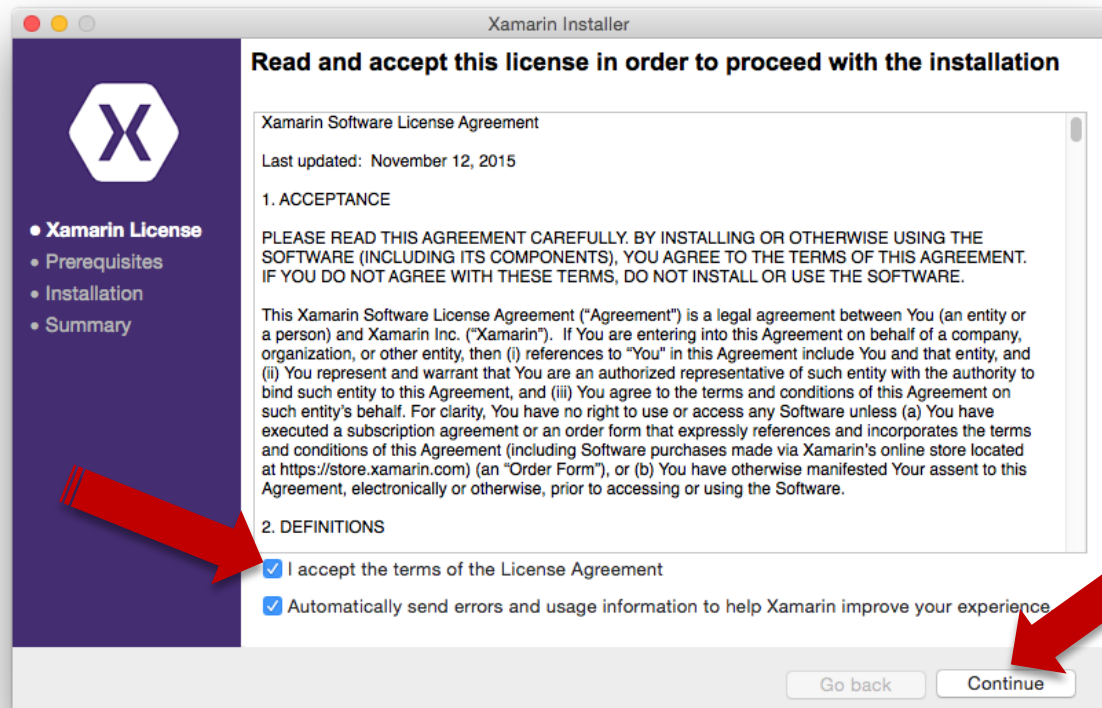 Xamarin Installer
Read and accept this license in order to proceed with the installation
X
• Xamarin License
• Prerequisites
• Installation
• Summary
Xamarin Software License Agreement
Last updated:  November 12, 2015
1. ACCEPTANCE
PLEASE READ THIS AGREEMENT CAREFULLY. BY INSTALLING OR OTHERWISE USING THE
SOFTWARE (INCLUDING ITS COMPONENTS), YOU AGREE TO THE TERMS OF THIS AGREEMENT.
IF YOU DO NOT AGREE WITH THESE TERMS, DO NOT INSTALL OR USE THE SOFTWARE.
This Xamarin Software License Agreement (“Agreement”) is a legal agreement between You (an entity or
a person) and Xamarin Inc. (“Xamarin”).  If You are entering into this Agreement on behalf of a company,
organization, or other entity, then (i) references to “You” in this Agreement include You and that entity, and
(ii) You represent and warrant that You are an authorized representative of such entity with the authority to
bind such entity to this Agreement, and (iii) You agree to the terms and conditions of this Agreement on
such entity’s behalf. For clarity, You have no right to use or access any Software unless (a) You have
executed a subscription agreement or an order form that expressly references and incorporates the terms
and conditions of this Agreement (including Software purchases made via Xamarin’s online store located
at https://store.xamarin.com) (an “Order Form”), or (b) You have otherwise manifested Your assent to this
Agreement, electronically or otherwise, prior to accessing or using the Software.
2. DEFINITIONS
I accept the terms of the License Agreement
Automatically send errors and usage information to help Xamarin improve your experience
Go back
Continue